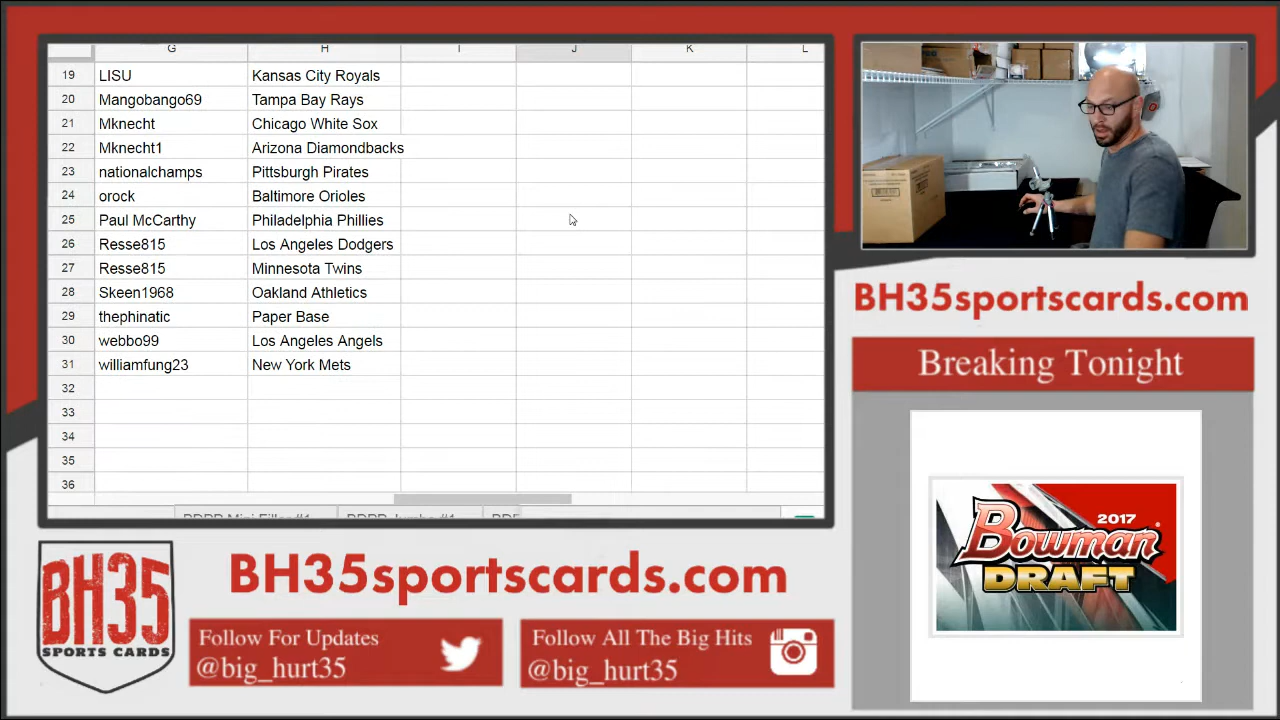 G H I J K L
19 LISU Kansas City Royals
20 Mangobango69 Tampa Bay Rays
21 Mknecht Chicago White Sox
22 Mknecht1 Arizona Diamondbacks
23 nationalchamps Pittsburgh Pirates
24 orock Baltimore Orioles
25 Paul McCarthy Philadelphia Phillies
26 Resse815 Los Angeles Dodgers
27 Resse815 Minnesota Twins
28 Skeen1968 Oakland Athletics
29 thephinatic Paper Base
30 webbo99 Los Angeles Angels
31 williamfung23 New York Mets
32
33
34
35
36
BH35sportscards.com
Breaking Tonight
2017
Bowman
DRAFT
BH35
SPORTS CARDS
BH35sportscards.com
Follow For Updates
@big_hurt35
Follow All The Big Hits
@big_hurt35